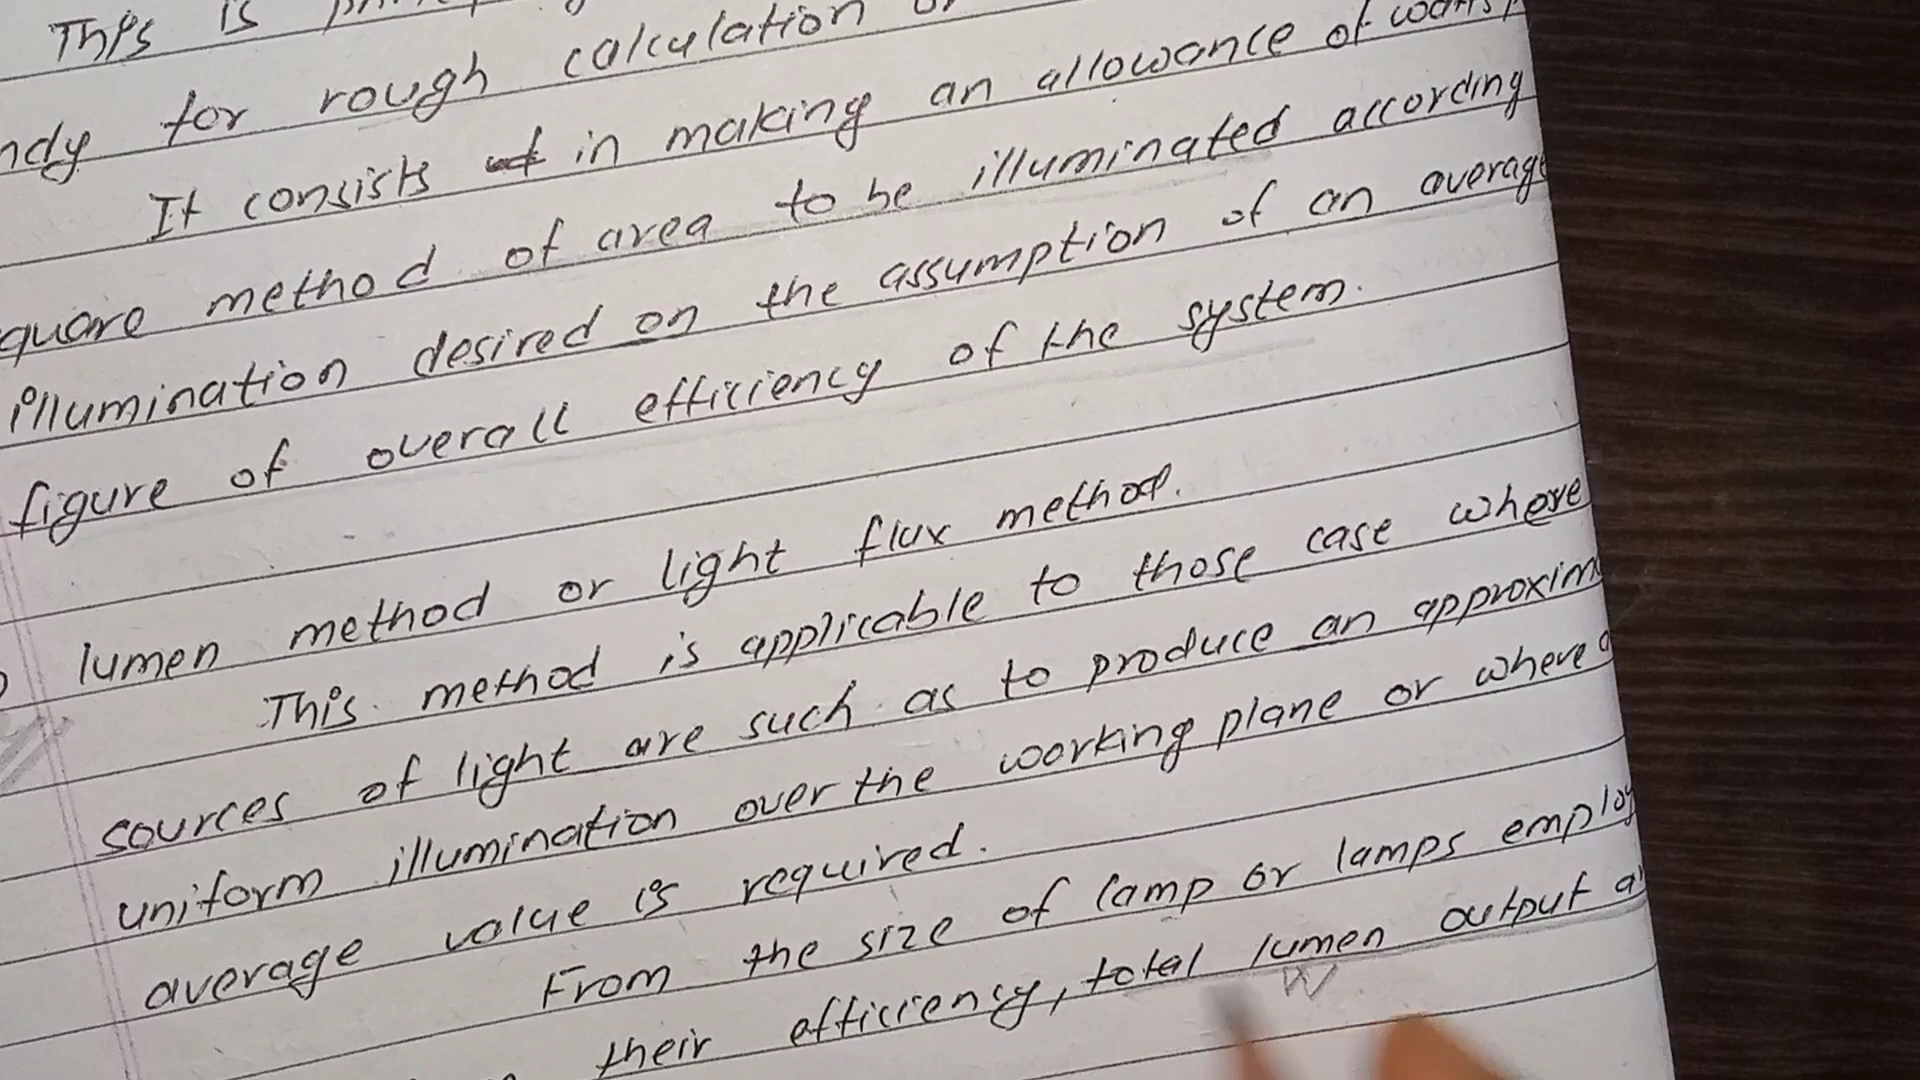 This is
for rough calculation
It consists in making an allowance of
method of area to be illuminated according
illumination desired on the assumption of an average
figure of overall efficiency of the system.
lumen method or light flux method.
This method is applicable to those case where
sources of light are such as to produce an approxim
uniform illumination over the working plane or where a
average value is required.
From the size of lamp or lamps employ
their efficiency, total lumen output a
W